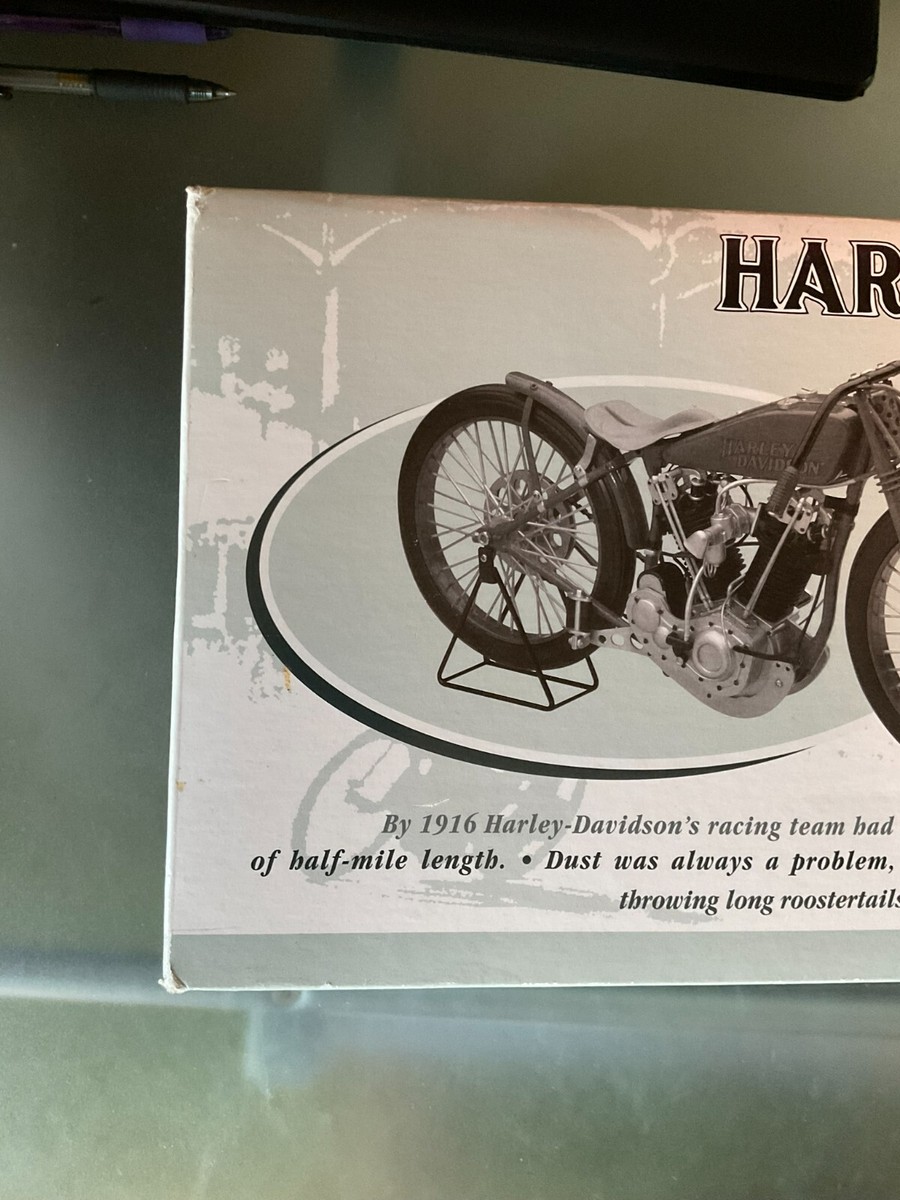 HAR
HARLEY
DAVIDSON
By 1916 Harley-Davidson's racing team had
of half-mile length. • Dust was always a problem,
throwing long roostertails